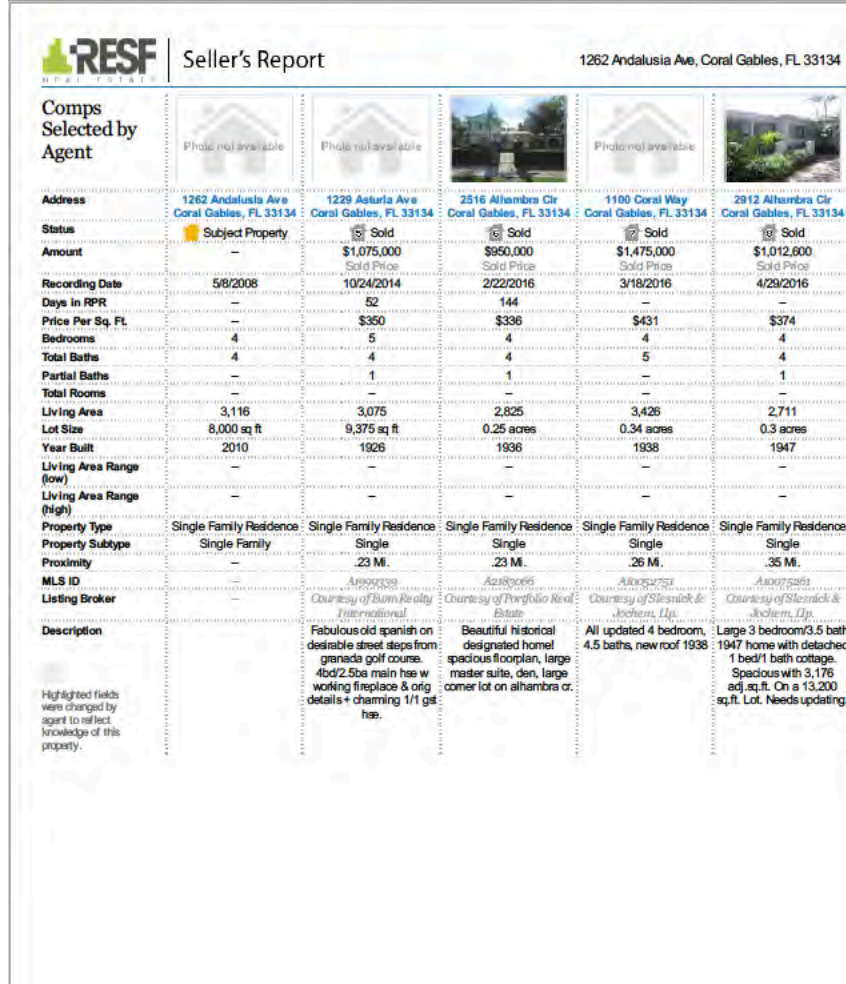 RESF
REAL ESTATE
Seller's Report
1262 Andalusia Ave, Coral Gables, FL 33134
Comps
Selected by
Agent
Photo not available
Photo not available
Photo not available
Address
1262 Andalusia Ave
Coral Gables, FL 33134
1229 Asturia Ave
Coral Gables, FL 33134
2516 Alhambra Cir
Coral Gables, FL 33134
1100 Coral Way
Coral Gables, FL 33134
2912 Alhambra Cir
Coral Gables, FL 33134
Status Subject Property 5 Sold 6 Sold 7 Sold Sold
Amount – $1,075,000 $950,000 $1,475,000 $1,012,600
Sold Price Sold Price Sold Price Sold Price
Recording Date 5/8/2008 10/24/2014 2/22/2016 3/18/2016 4/29/2016
Days in RPR – 52 144 – –
Price Per Sq. Ft. – $350 $336 $431 $374
Bedrooms 4 5 4 4 4
Total Baths 4 4 4 5 4
Partial Baths – 1 1 – 1
Total Rooms – – – – –
Living Area 3,116 3,075 2,825 3,426 2,711
Lot Size 8,000 sq ft 9,375 sq ft 0.25 acres 0.34 acres 0.3 acres
Year Built 2010 1926 1936 1938 1947
Living Area Range
(low) – – – – –
Living Area Range
(high) – – – – –
Property Type Single Family Residence Single Family Residence Single Family Residence Single Family Residence Single Family Residence
Property Subtype Single Family Single Single Single Single
Proximity – .23 Mi. .23 Mi. .26 Mi. .35 Mi.
MLS ID – A1999339 A2183066 A10052751 A10075261
Listing Broker –
Courtesy of Realty
International
Courtesy of Portfolio Real
Estate
Courtesy of Slesnick &
Jochem, Llp.
Courtesy of Slesnick &
Jochem, Llp.
Description
Fabulous old spanish on
desirable street steps from
granada golf course.
4bd/2.5ba main hse w
working fireplace & orig
details + charming 1/1 gst
hse.
Beautiful historical
designated home!
spacious floorplan, large
master suite, den, large
corner lot on alhambra cr.
All updated 4 bedroom,
4.5 baths, new roof 1938
Large 3 bedroom/3.5 bath
1947 home with detached
1 bed/1 bath cottage.
Spacious with 3,176
adj.sq.ft. On a 13,200
sq.ft. Lot. Needs updating
Highlighted fields
were changed by
agent to reflect
knowledge of this
property.